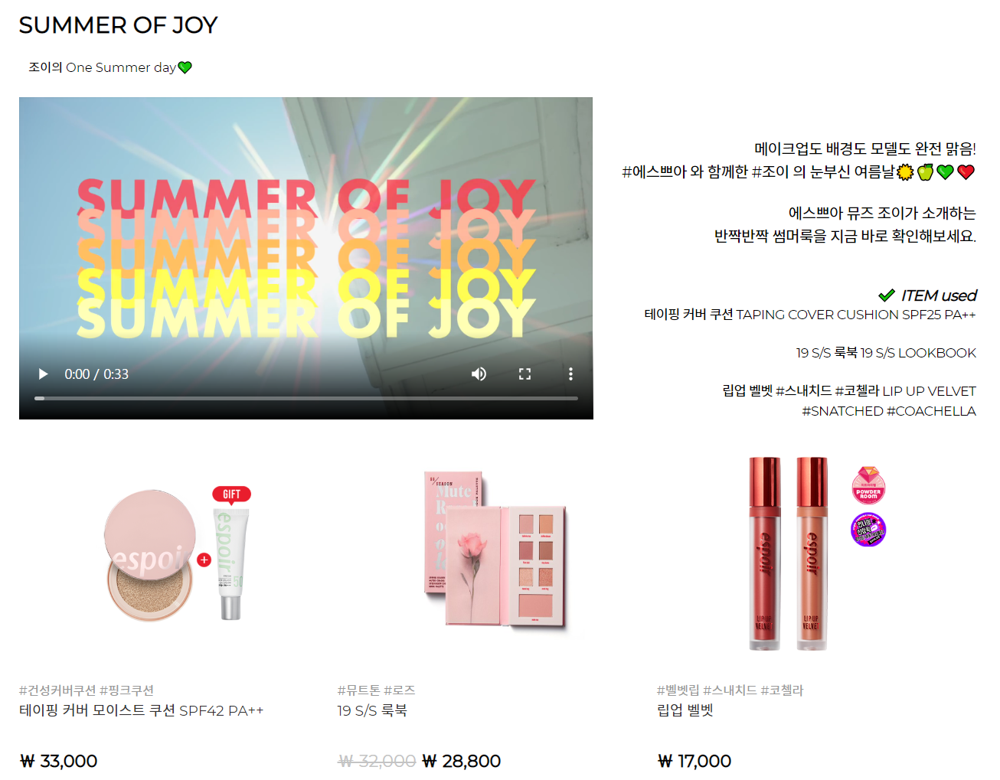 SUMMER OF JOY
조이의 One Summer day💚
SUMMER OF JOY
SUMMER OF JOY
SUMMER OF JOY
SUMMER OF JOY
SUMMER OF JOY
0:00 / 0:33
메이크업도 배경도 모델도 완전 맑음!
#에스쁘아 와 함께한 #조이 의 눈부신 여름날🌞🍏💚❤
에스쁘아 뮤즈 조이가 소개하는
반짝반짝 썸머룩을 지금 바로 확인해보세요.
✔ ITEM used
테이핑 커버 쿠션 TAPING COVER CUSHION SPF25 PA++
19 S/S 룩북 19 S/S LOOKBOOK
립업 벨벳 #스내치드 #코첼라 LIP UP VELVET
#SNATCHED #COACHELLA
espoir
GIFT
espoir
50
SEASON
Mute
espoir
LIP UP
VELVET
espoir
LIP UP
VELVET
POWDER
ROOM
#건성커버쿠션 #핑크쿠션
테이핑 커버 모이스트 쿠션 SPF42 PA++
₩ 33,000
#뮤트톤 #로즈
19 S/S 룩북
₩ 32,000 ₩ 28,800
#벨벳립 #스내치드 #코첼라
립업 벨벳
₩ 17,000